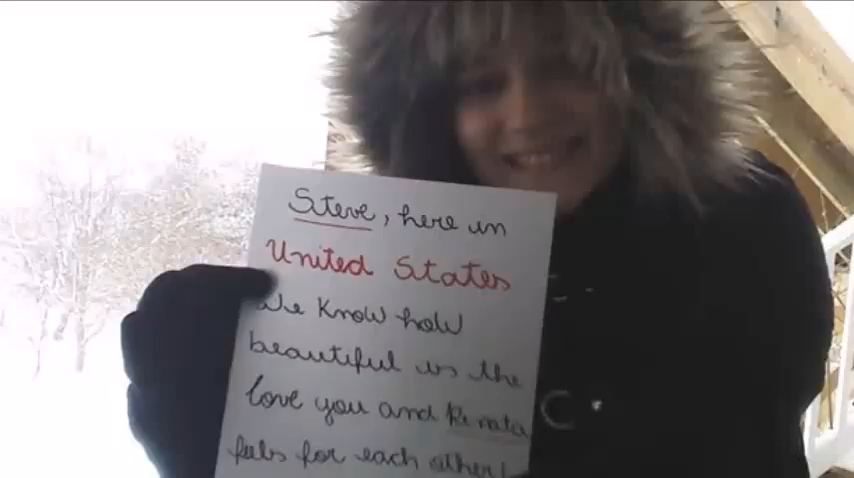 Steve, here in
United States
We know how
beautiful is the
love you and Renata
feels for each other!